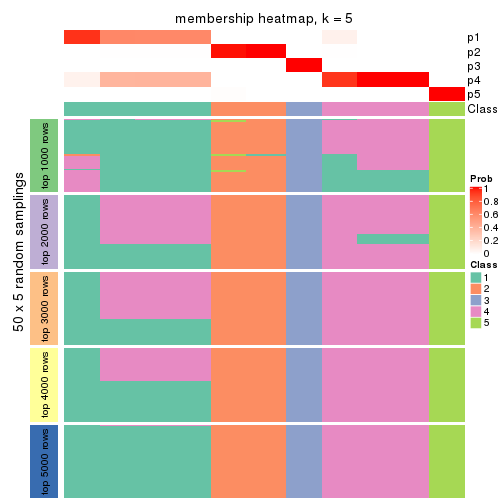 membership heatmap, k = 5
p1
p2
p3
p4
p5
Class
50 x 5 random samplings
top 1000 rows
top 2000 rows
top 3000 rows
top 4000 rows
top 5000 rows
Prob
1
0.8
0.6
0.4
0.2
0
Class
1
2
3
4
5